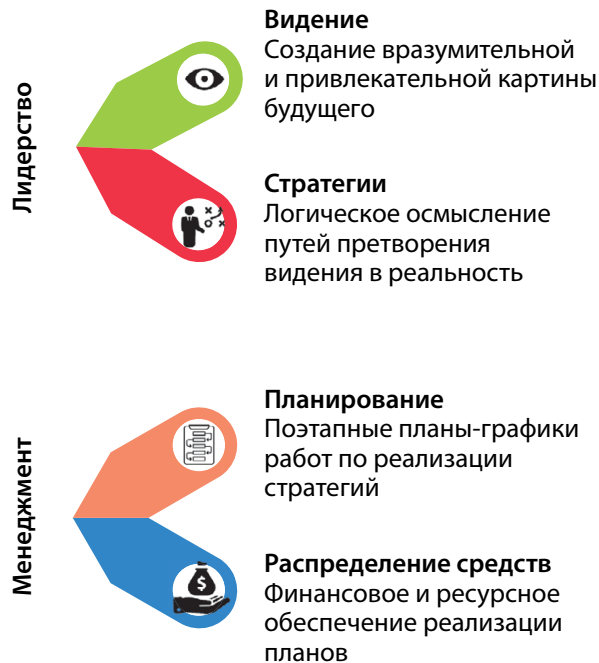 Лидерство
Видение
Создание вразумительной
и привлекательной картины
будущего
Стратегии
Логическое осмысление
путей претворения
видения в реальность
Менеджмент
Планирование
Поэтапные планы-графики
работ по реализации
стратегий
Распределение средств
Финансовое и ресурсное
обеспечение реализации
планов